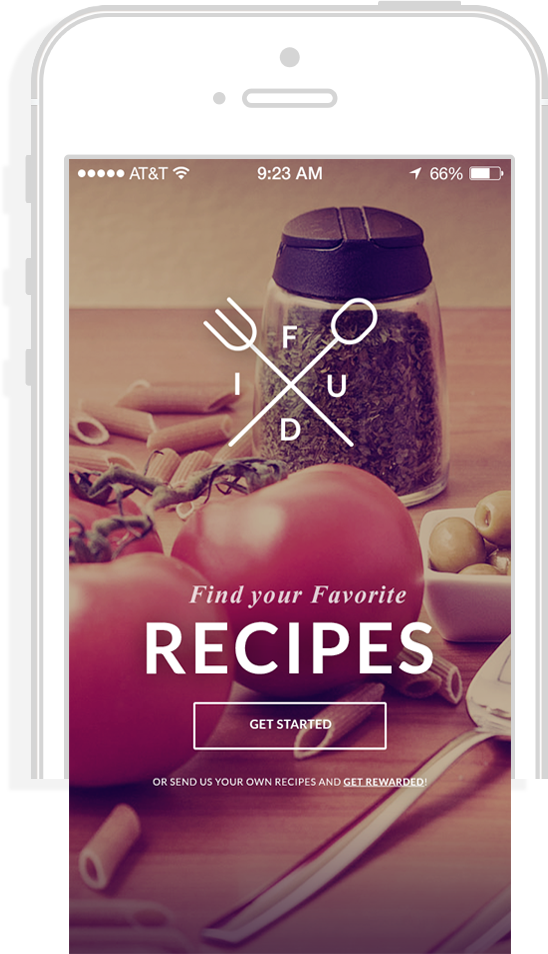 AT&T 9:23 AM 66%
F
I U
D
Find your Favorite
RECIPES
GET STARTED
OR SEND US YOUR OWN RECIPES AND GET REWARDED!